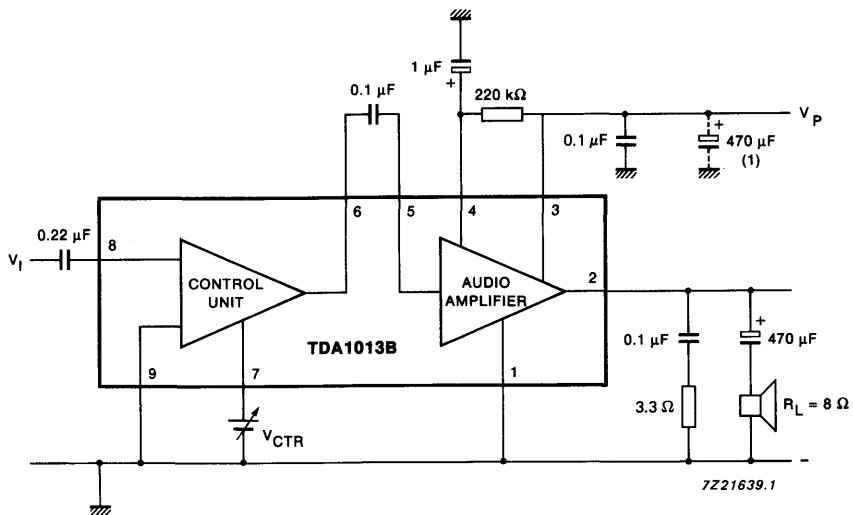 1 μF
+
0.1 μF
220 kΩ
V_P
0.1 μF
+
470 μF
(1)
6
5
4
3
0.22 μF
V_I
8
CONTROL
UNIT
AUDIO
AMPLIFIER
2
TDA1013B
9
7
1
+
0.1 μF
470 μF
3.3 Ω
R_L = 8 Ω
V_CTR
-
7Z21639.1